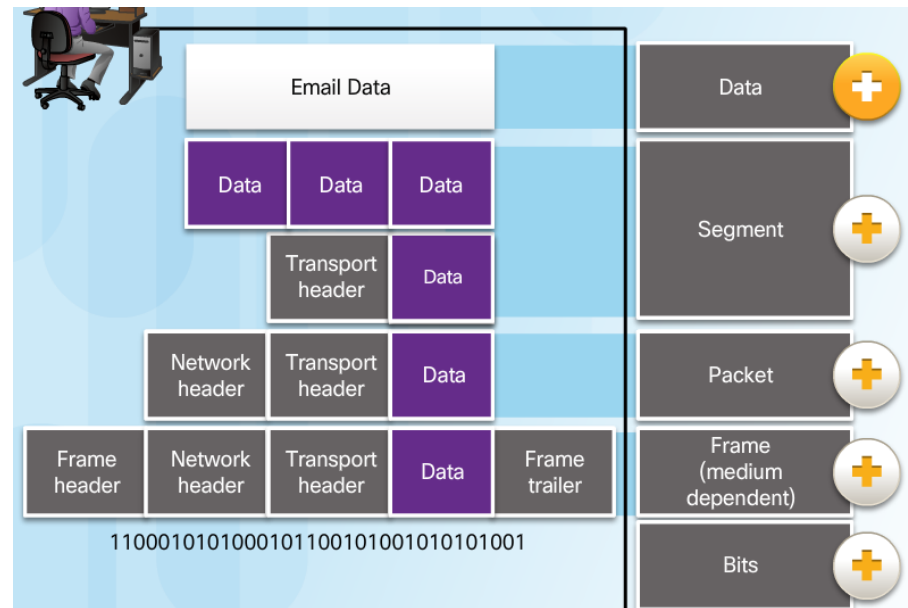 Email Data
Data
Data Data Data
Segment
Transport
header
Data
Network
header
Transport
header
Data
Packet
Frame
header
Network
header
Transport
header
Data
Frame
trailer
Frame
(medium
dependent)
1100010101000101100101001010101001
Bits